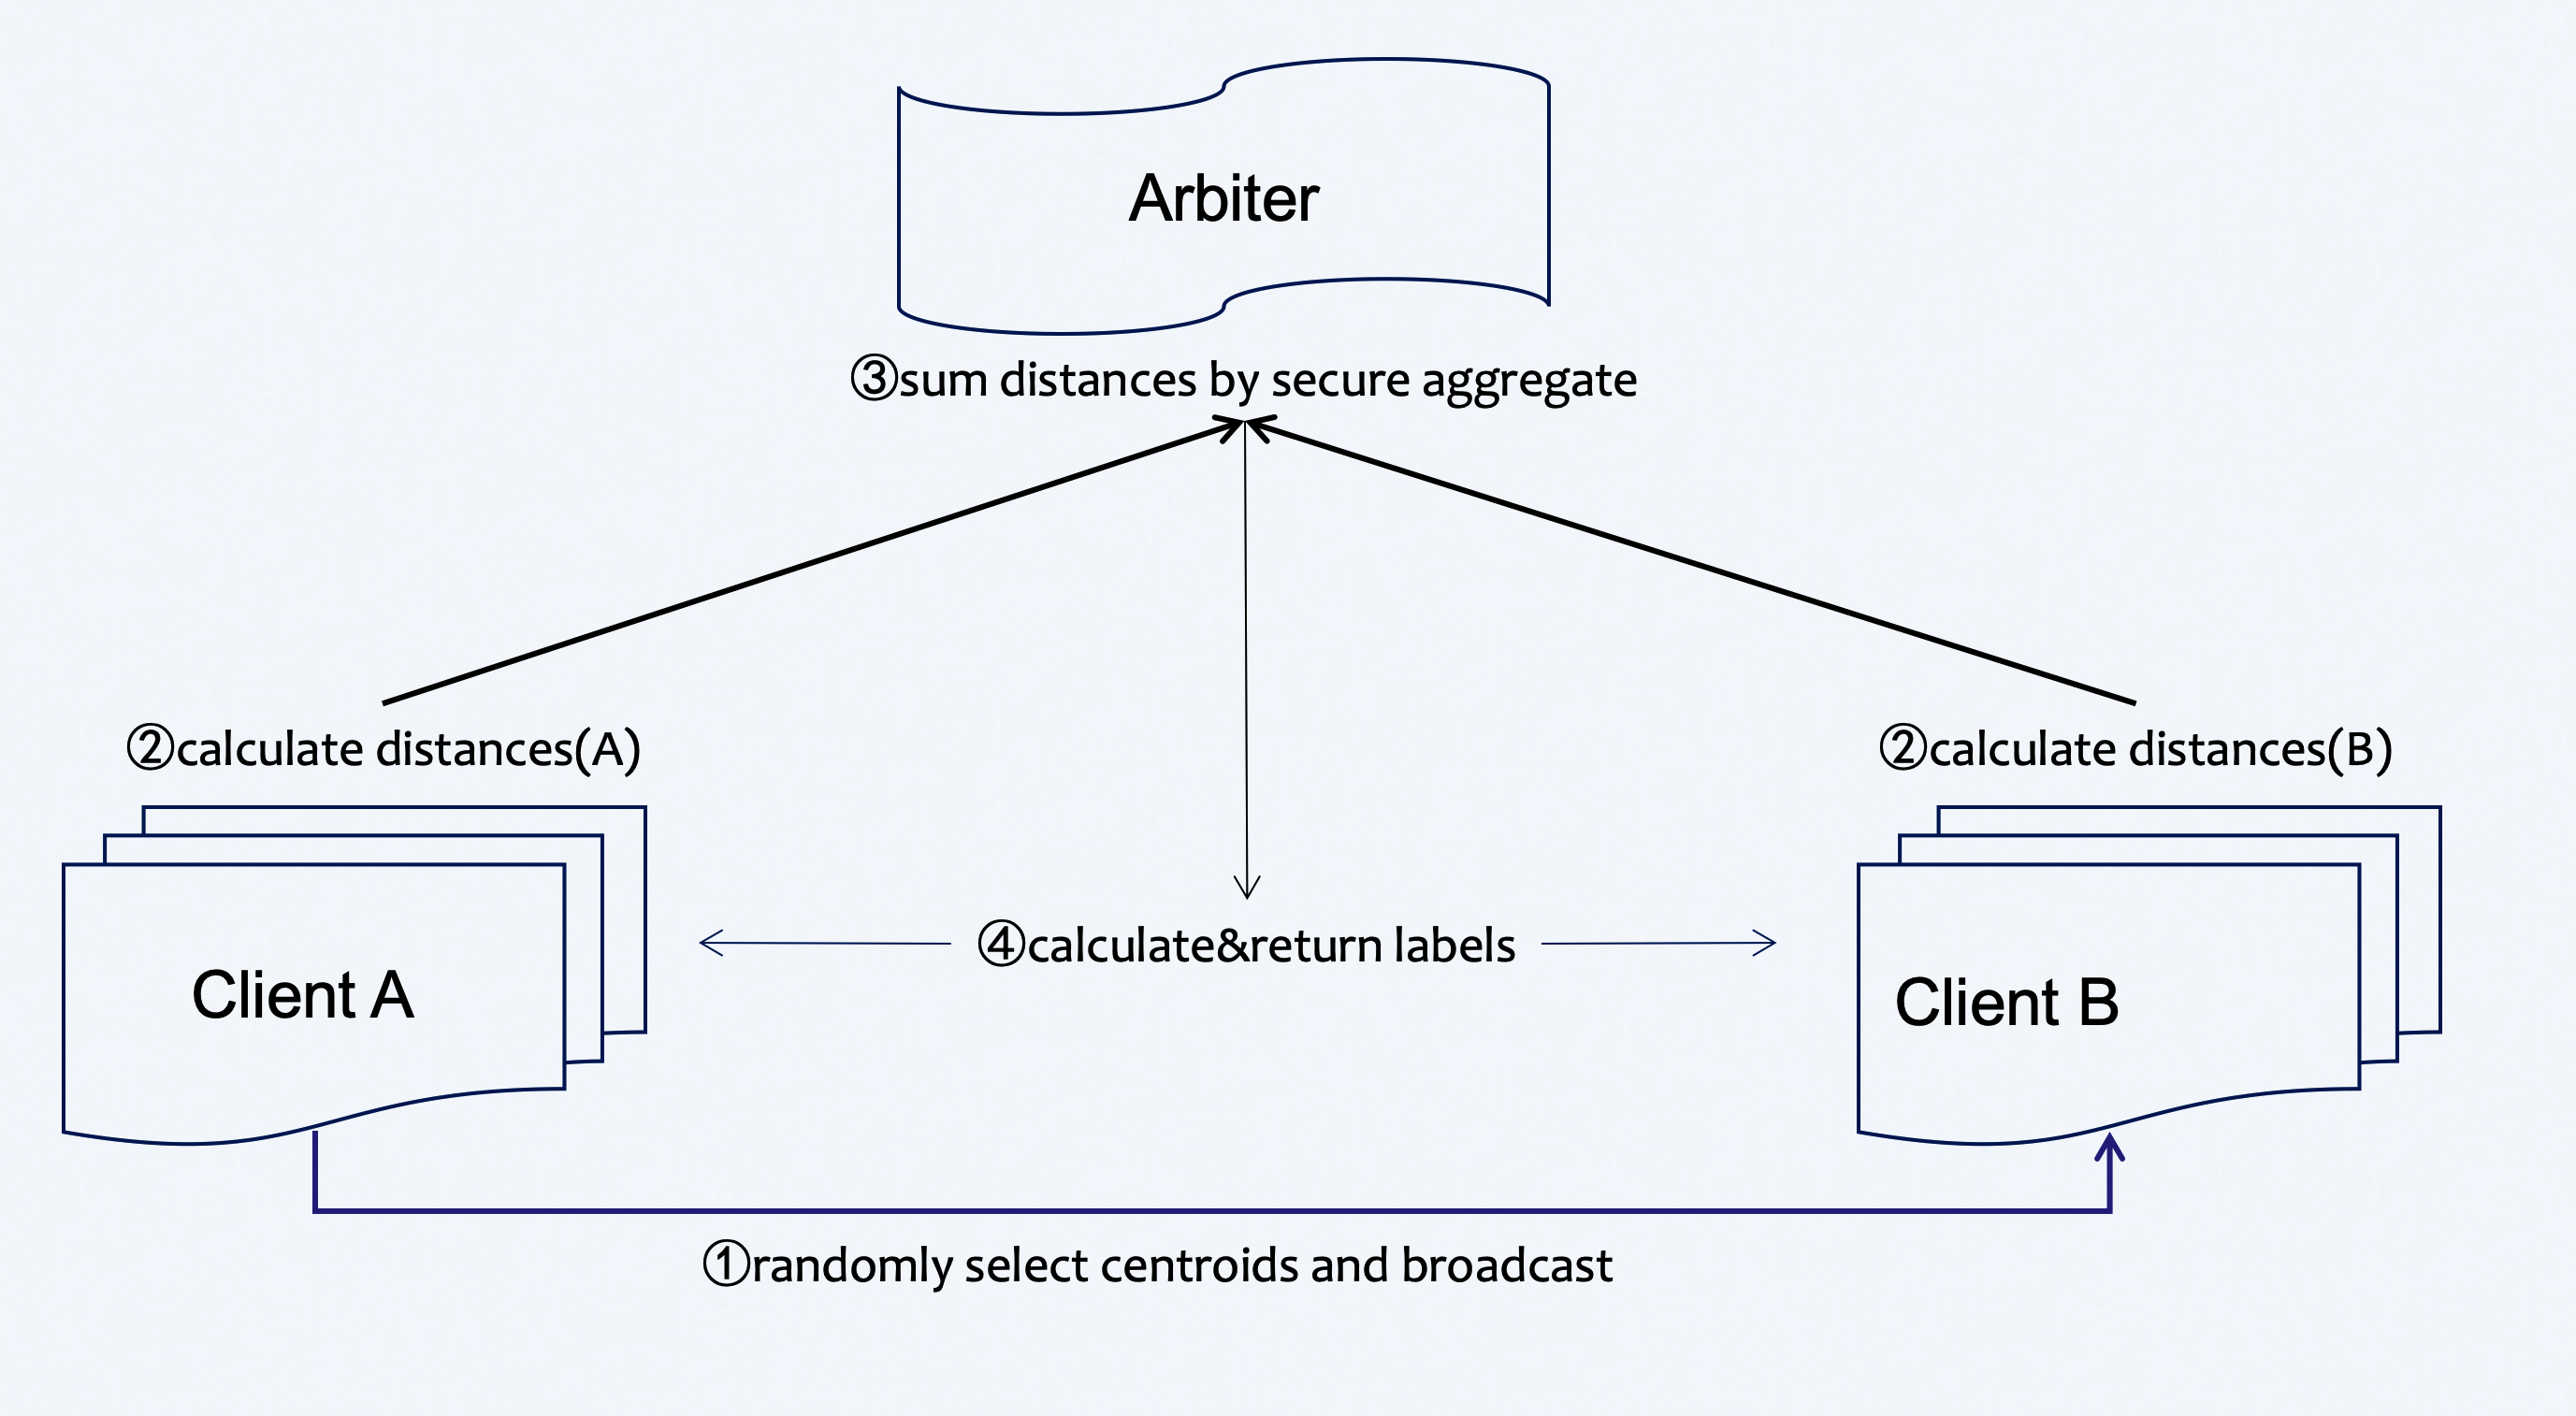 Arbiter
③sum distances by secure aggregate
②calculate distances(A)
②calculate distances(B)
④calculate&return labels
Client A
Client B
①randomly select centroids and broadcast